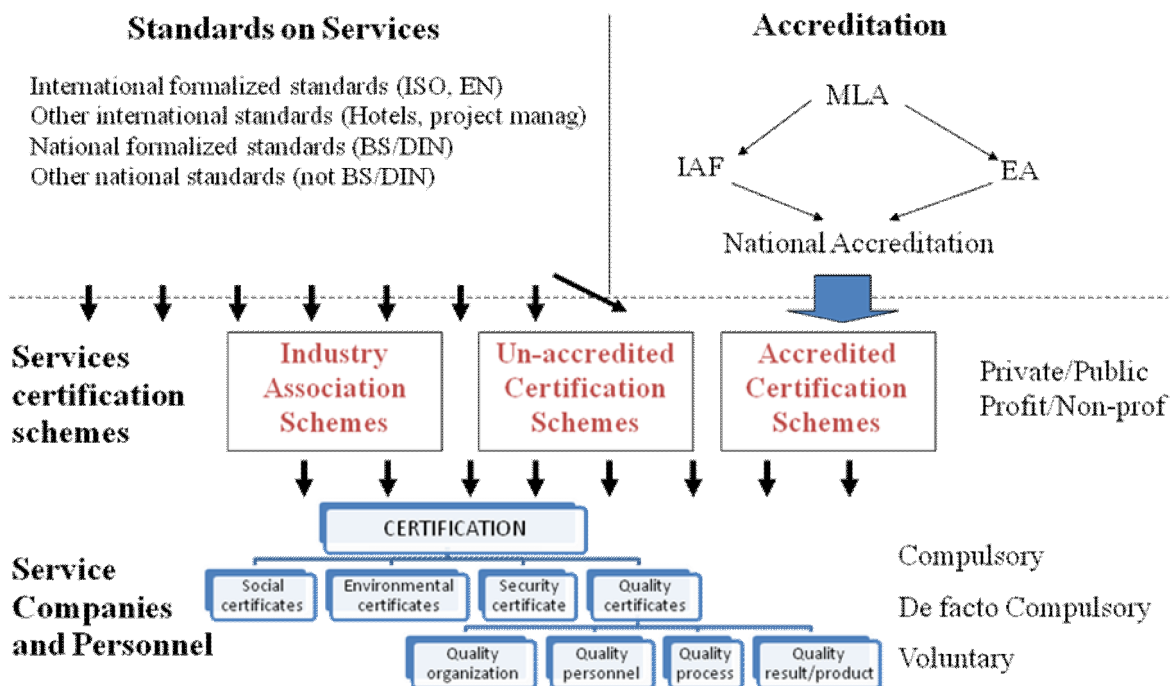 Standards on Services
International formalized standards (ISO, EN)
Other international standards (Hotels, project manag)
National formalized standards (BS/DIN)
Other national standards (not BS/DIN)
Accreditation
MLA
IAF
EA
National Accreditation
Services
certification
schemes
Industry
Association
Schemes
Un-accredited
Certification
Schemes
Accredited
Certification
Schemes
Private/Public
Profit/Non-prof
Service
Companies
and Personnel
CERTIFICATION
Social
certificates
Environmental
certificates
Security
certificate
Quality
certificates
Quality
organization
Quality
personnel
Quality
process
Quality
result/product
Compulsory
De facto Compulsory
Voluntary